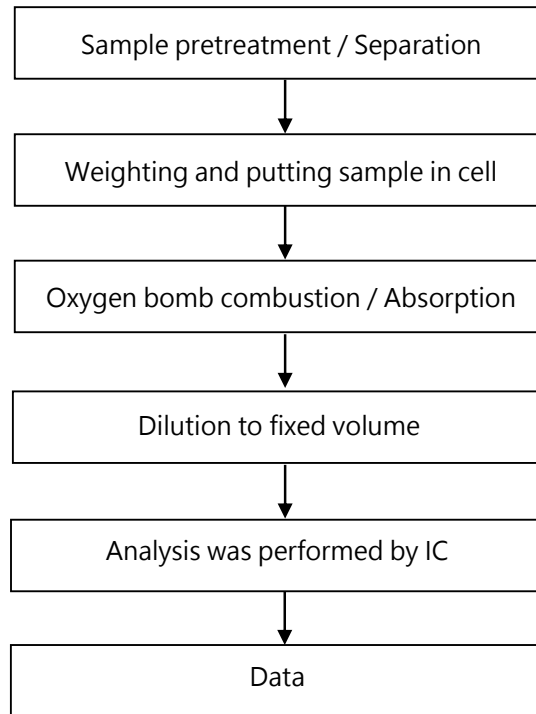 Sample pretreatment / Separation
Weighting and putting sample in cell
Oxygen bomb combustion / Absorption
Dilution to fixed volume
Analysis was performed by IC
Data